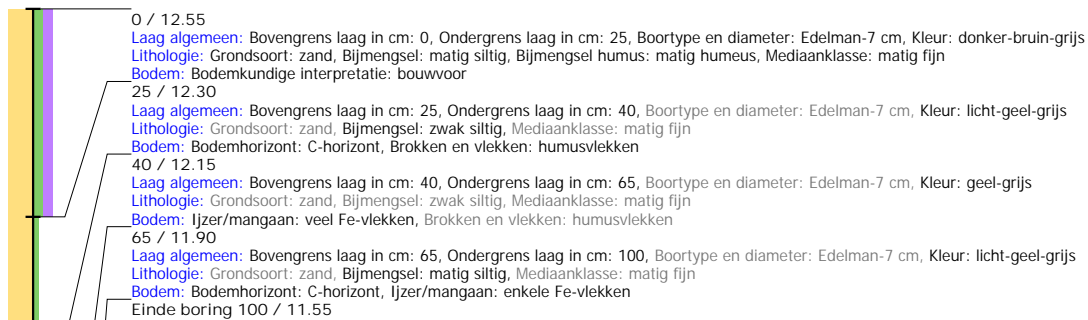 0 / 12.55
Laag algemeen: Bovengrens laag in cm: 0, Ondergrens laag in cm: 25, Boortype en diameter: Edelman-7 cm, Kleur: donker-bruin-grijs
Lithologie: Grondsoort: zand, Bijmengsel: matig siltig, Bijmengsel humus: matig humeus, Mediaanklasse: matig fijn
Bodem: Bodemkundige interpretatie: bouwvoor
25 / 12.30
Laag algemeen: Bovengrens laag in cm: 25, Ondergrens laag in cm: 40, Boortype en diameter: Edelman-7 cm, Kleur: licht-geel-grijs
Lithologie: Grondsoort: zand, Bijmengsel: zwak siltig, Mediaanklasse: matig fijn
Bodem: Bodemhorizont: C-horizont, Brokken en vlekken: humusvlekken
40 / 12.15
Laag algemeen: Bovengrens laag in cm: 40, Ondergrens laag in cm: 65, Boortype en diameter: Edelman-7 cm, Kleur: geel-grijs
Lithologie: Grondsoort: zand, Bijmengsel: zwak siltig, Mediaanklasse: matig fijn
Bodem: Ijzer/mangaan: veel Fe-vlekken, Brokken en vlekken: humusvlekken
65 / 11.90
Laag algemeen: Bovengrens laag in cm: 65, Ondergrens laag in cm: 100, Boortype en diameter: Edelman-7 cm, Kleur: licht-geel-grijs
Lithologie: Grondsoort: zand, Bijmengsel: matig siltig, Mediaanklasse: matig fijn
Bodem: Bodemhorizont: C-horizont, Ijzer/mangaan: enkele Fe-vlekken
Einde boring 100 / 11.55